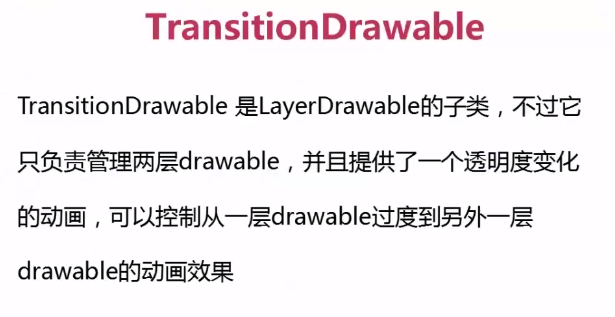 TransitionDrawable
TransitionDrawable 是LayerDrawable的子类，不过它
只负责管理两层drawable，并且提供了一个透明度变化
的动画，可以控制从一层drawable过度到另外一层
drawable的动画效果